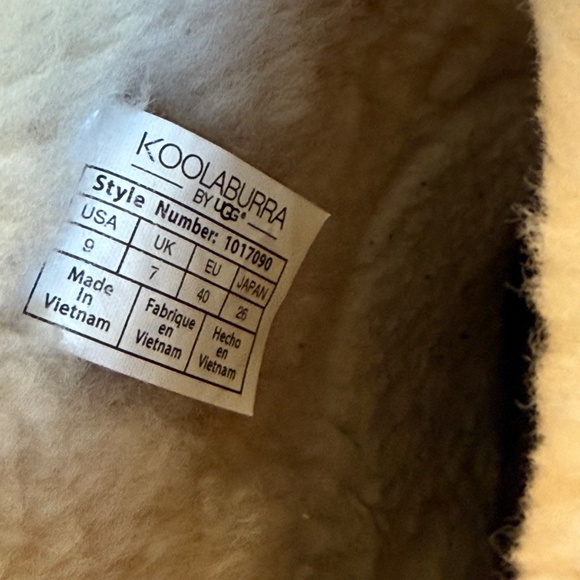 KOOLABURRA
BY UGG®
Style Number: 1017090
USA UK EU JAPAN
9 7 40 26
Made in Vietnam
Fabrique en Vietnam
Hecho en Vietnam